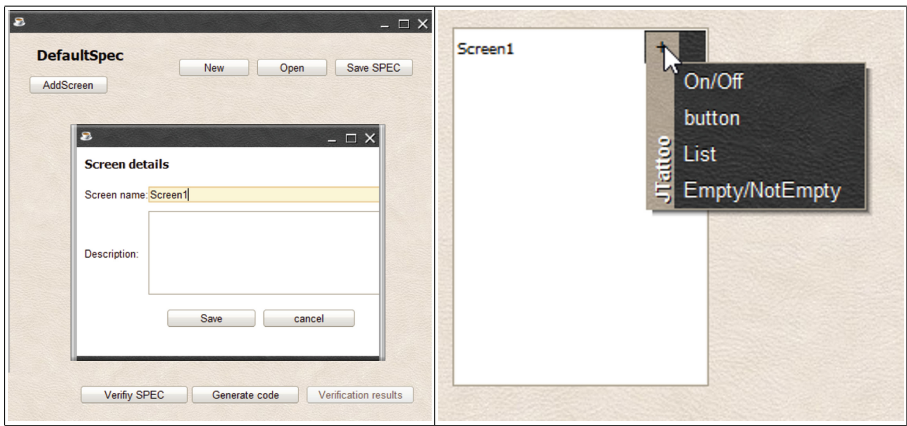 DefaultSpec
New Open Save SPEC
AddScreen
Screen details
Screen name: Screen1
Description:
Save cancel
Verifiy SPEC Generate code Verification results
Screen1 +
On/Off
button
List
Empty/NotEmpty
JTattoo